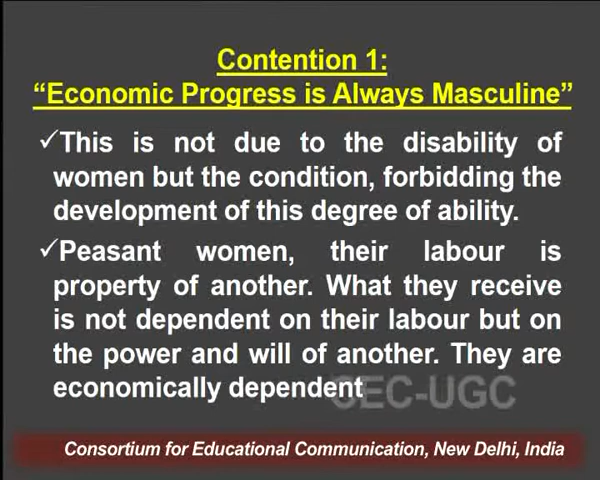 Contention 1:
“Economic Progress is Always Masculine”
✓This is not due to the disability of
women but the condition, forbidding the
development of this degree of ability.
✓Peasant women, their labour is
property of another. What they receive
is not dependent on their labour but on
the power and will of another. They are
economically dependent
CEC-UGC
Consortium for Educational Communication, New Delhi, India